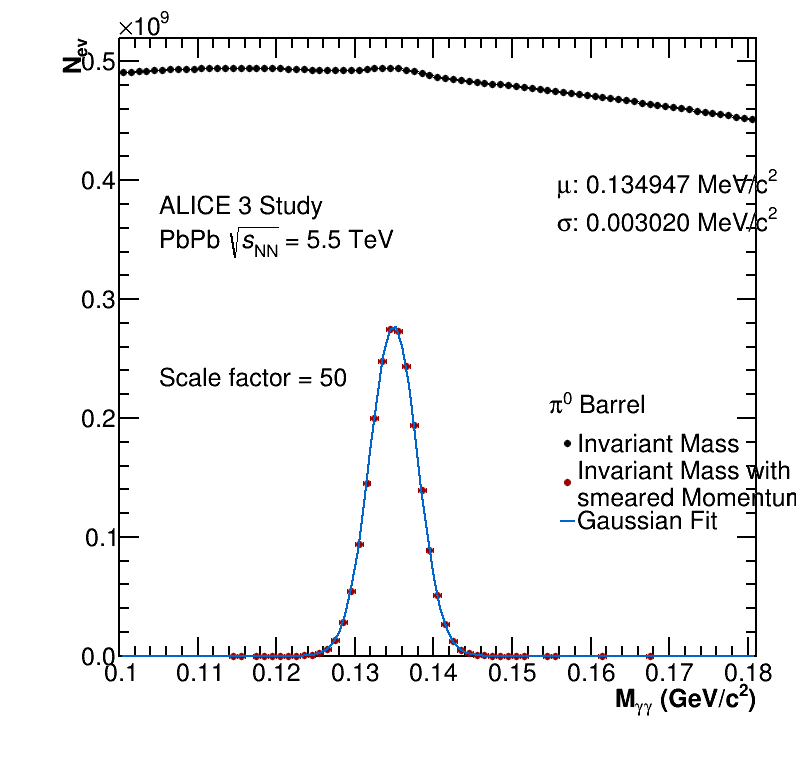 ×10⁹
N_ev
0.5
0.4
0.3
0.2
0.1
0.0
μ: 0.134947 MeV/c²
σ: 0.003020 MeV/c²
ALICE 3 Study
PbPb √s_NN = 5.5 TeV
Scale factor = 50
π⁰ Barrel
Invariant Mass
Invariant Mass with
smeared Momentum
Gaussian Fit
0.1 0.11 0.12 0.13 0.14 0.15 0.16 0.17 0.18
M_γγ (GeV/c²)